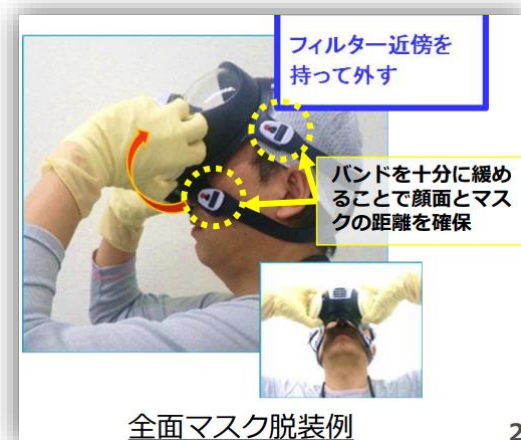 フィルター近傍を
持って外す
バンドを十分に緩め
ることで顔面とマス
クの距離を確保
全面マスク脱装例
2